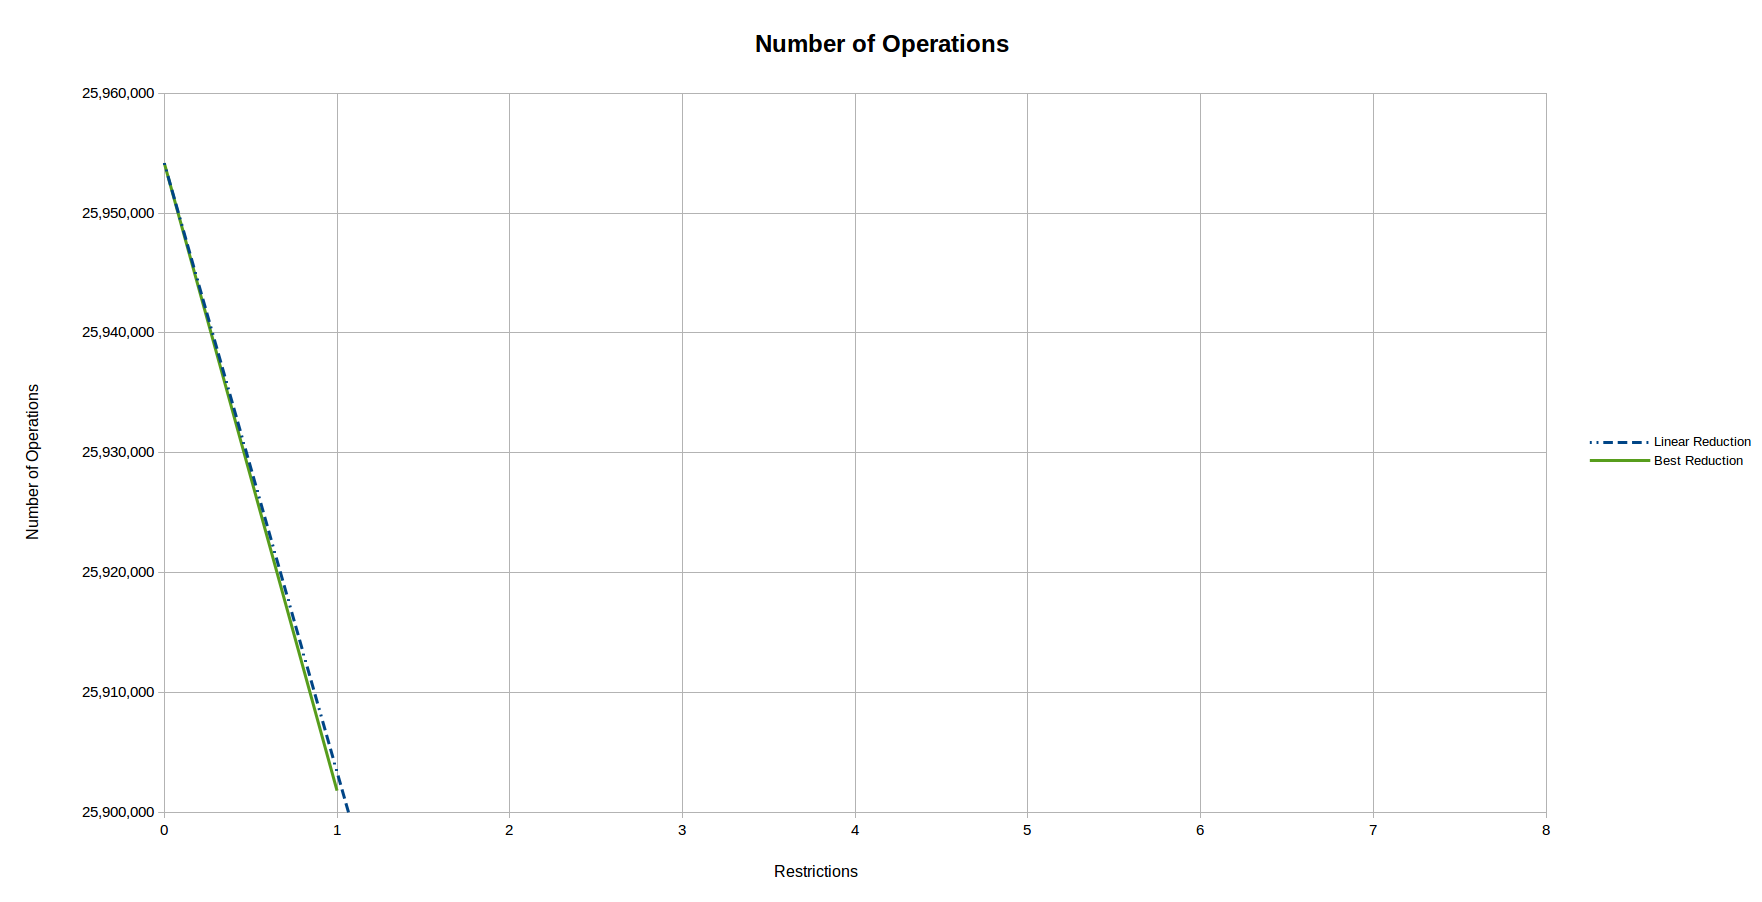 Number of Operations
25,960,000
25,950,000
25,940,000
25,930,000
25,920,000
25,910,000
25,900,000
Number of Operations
0 1 2 3 4 5 6 7 8
Restrictions
Linear Reduction
Best Reduction